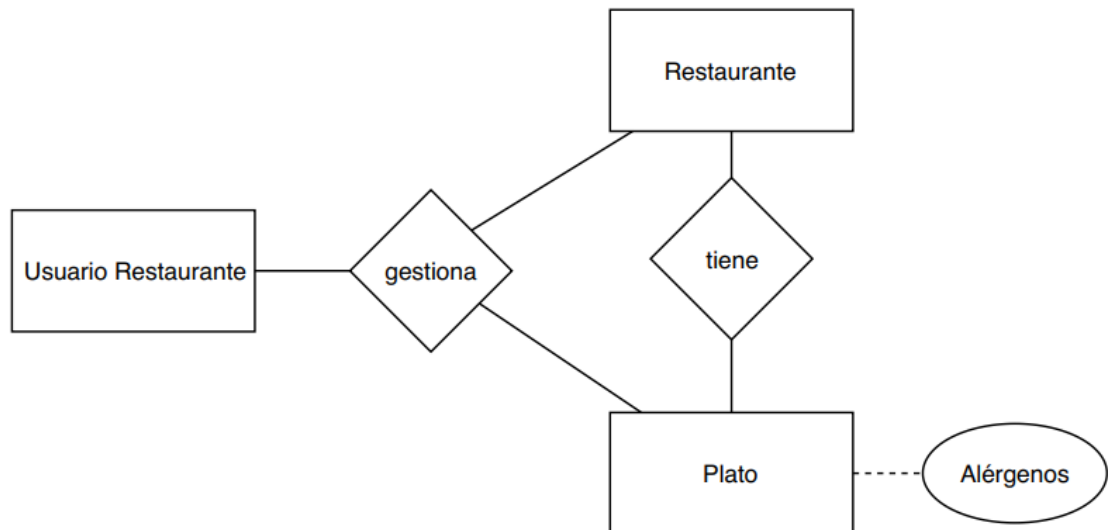 Restaurante
Usuario Restaurante
gestiona
tiene
Plato
Alérgenos